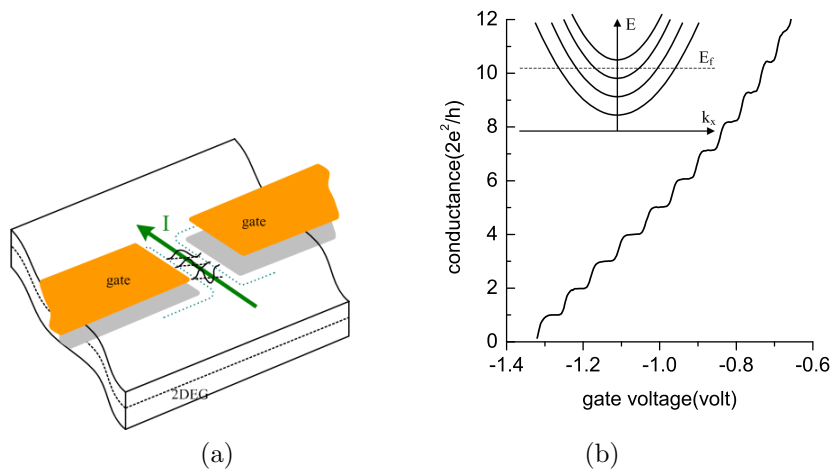 gate
I
gate
2DEG
(a)
conductance(2e²/h)
12
10
8
6
4
2
0
E
E_f
k_x
-1.4
-1.2
-1.0
-0.8
-0.6
gate voltage(volt)
(b)